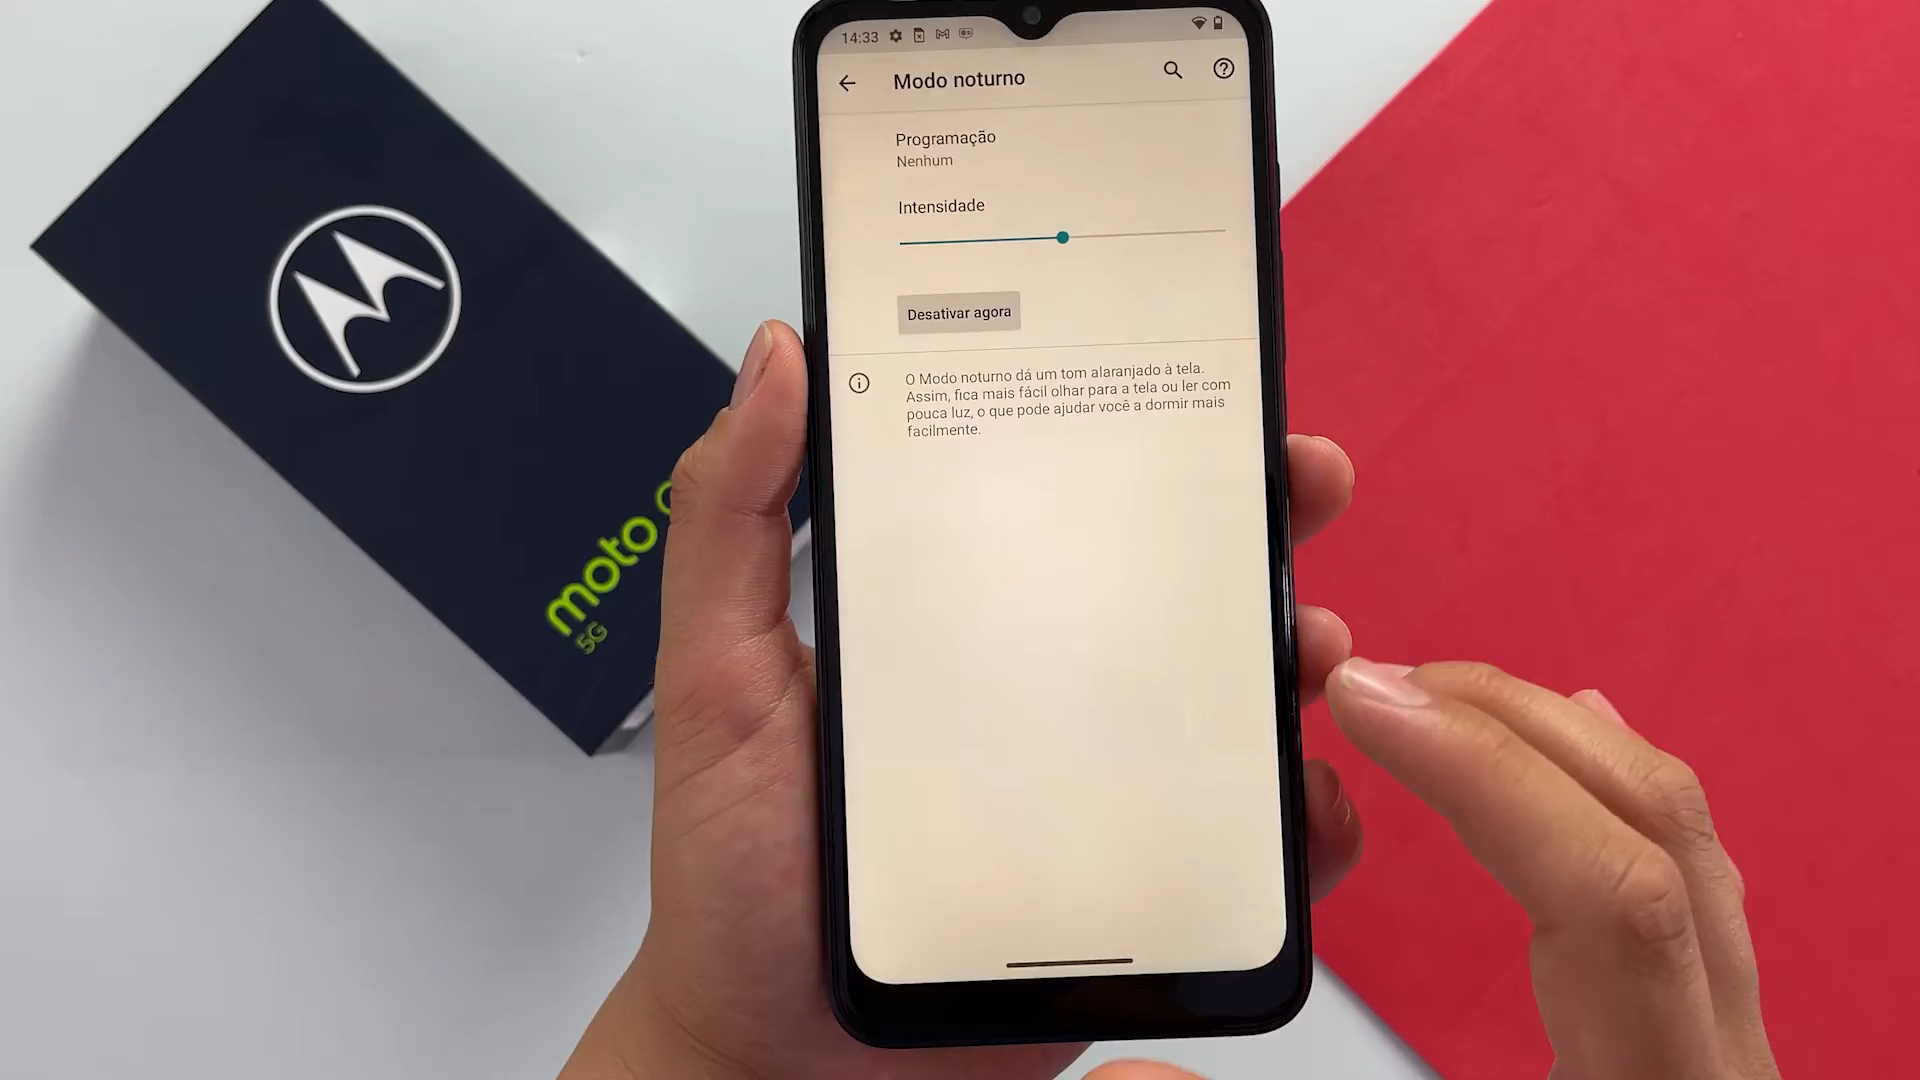 14:33
Modo noturno
Programação
Nenhum
Intensidade
Desativar agora
O Modo noturno dá um tom alaranjado à tela.
Assim, fica mais fácil olhar para a tela ou ler com
pouca luz, o que pode ajudar você a dormir mais
facilmente.
moto
5G